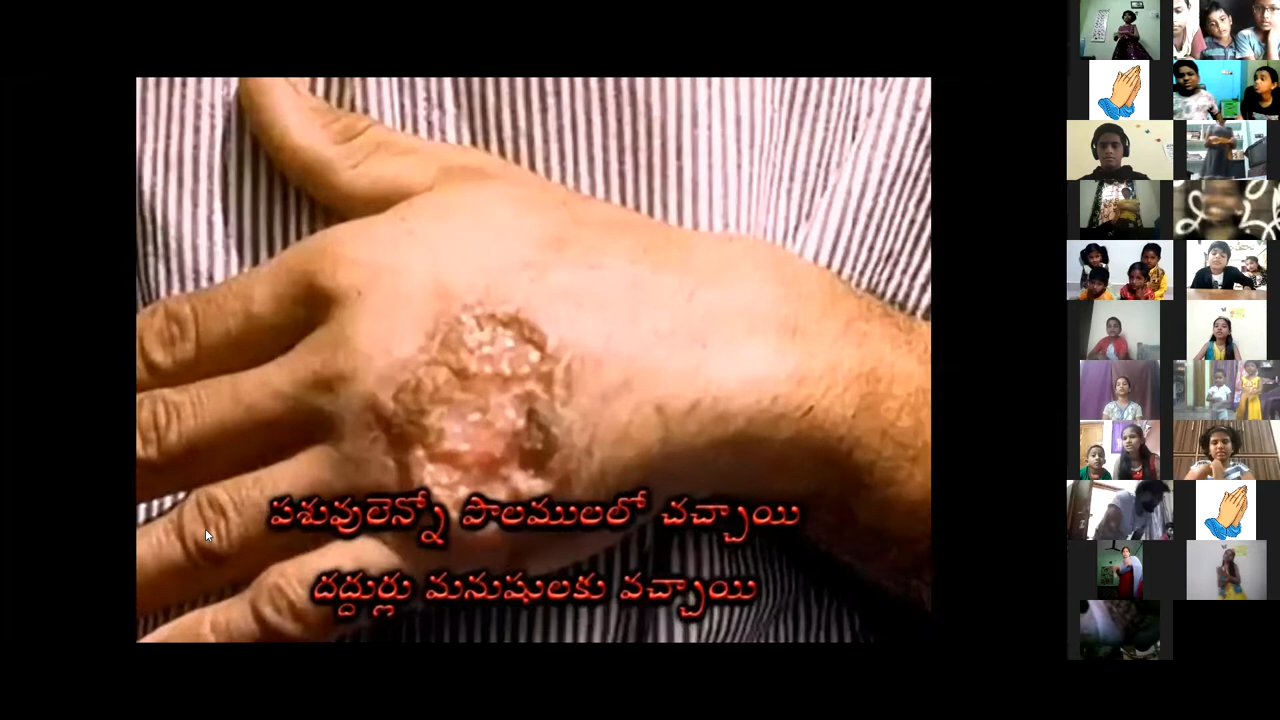 పశువులెన్నో పొలములలో చచ్చాయి
దద్దుర్లు మనుషులకు వచ్చాయి